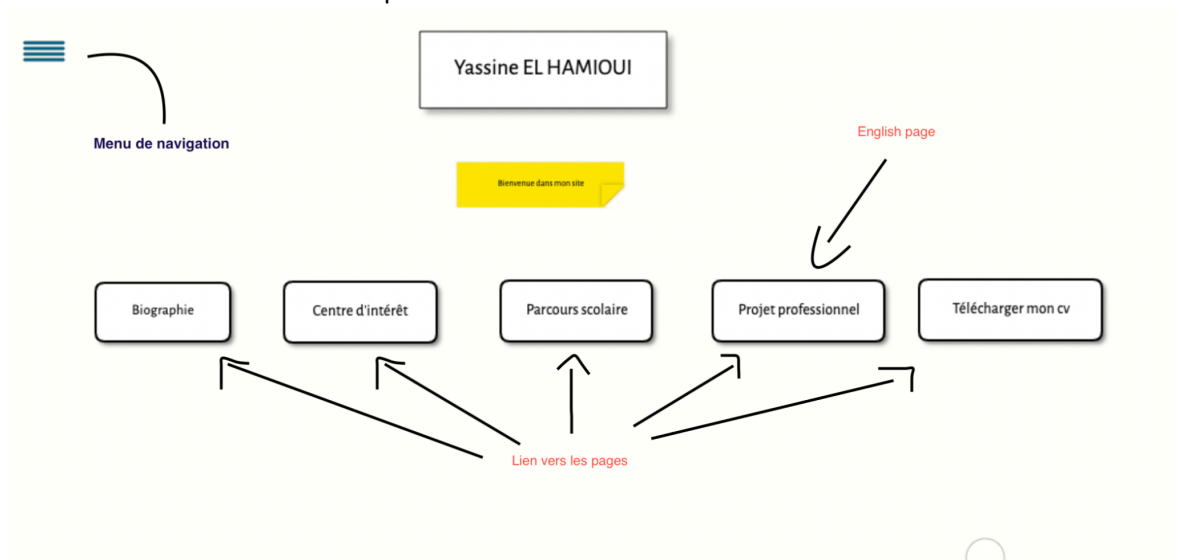 Yassine EL HAMIOUI
English page
Menu de navigation
Bienvenue dans mon site
Biographie
Centre d'intérêt
Parcours scolaire
Projet professionnel
Télécharger mon cv
Lien vers les pages